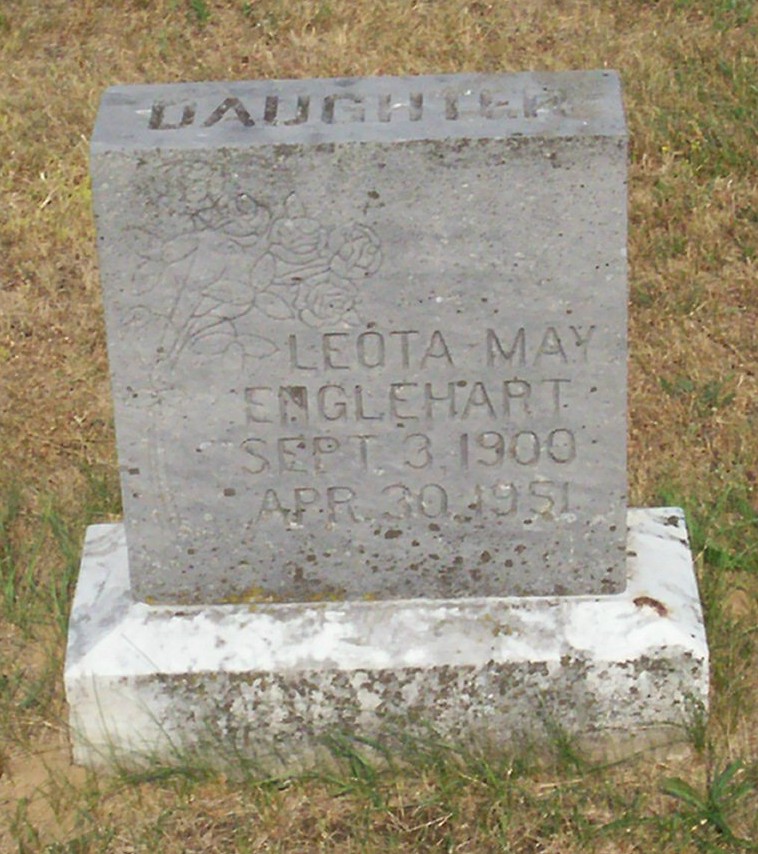 DAUGHTER
LEOTA MAY
ENGLEHART
SEPT. 3, 1900
APR. 30, 1951